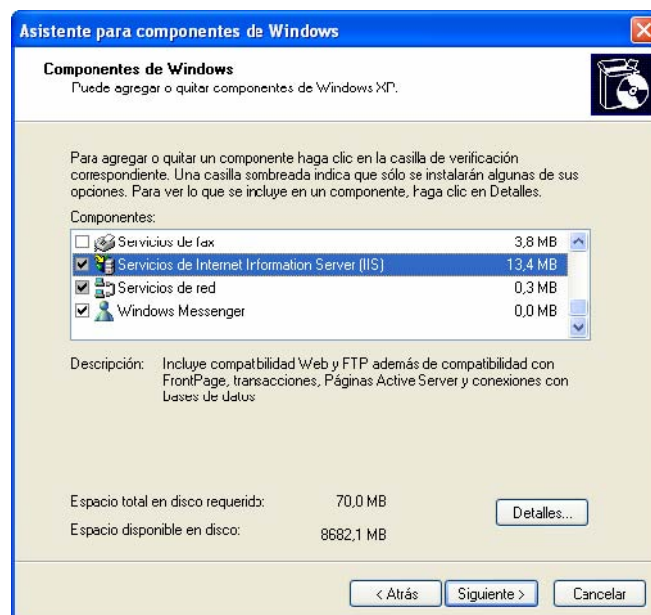 Asistente para componentes de Windows
Componentes de Windows
Puede agregar o quitar componentes de Windows XP.
Para agregar o quitar un componente haga clic en la casilla de verificación
correspondiente. Una casilla sombreada indica que sólo se instalarán algunas de sus
opciones. Para ver lo que se incluye en un componente, haga clic en Detalles.
Componentes:
Servicios de fax 3,8 MB
Servicios de Internet Information Server (IIS) 13,4 MB
Servicios de red 0,3 MB
Windows Messenger 0,0 MB
Descripción: Incluye compatbilidad Web y FTP además de compatibilidad con
FrontPage, transacciones, Páginas Active Server y conexiones con
bases de datos
Espacio total en disco requerido: 70,0 MB
Espacio disponible en disco: 8682,1 MB
Detalles...
< Atrás Siguiente > Cancelar